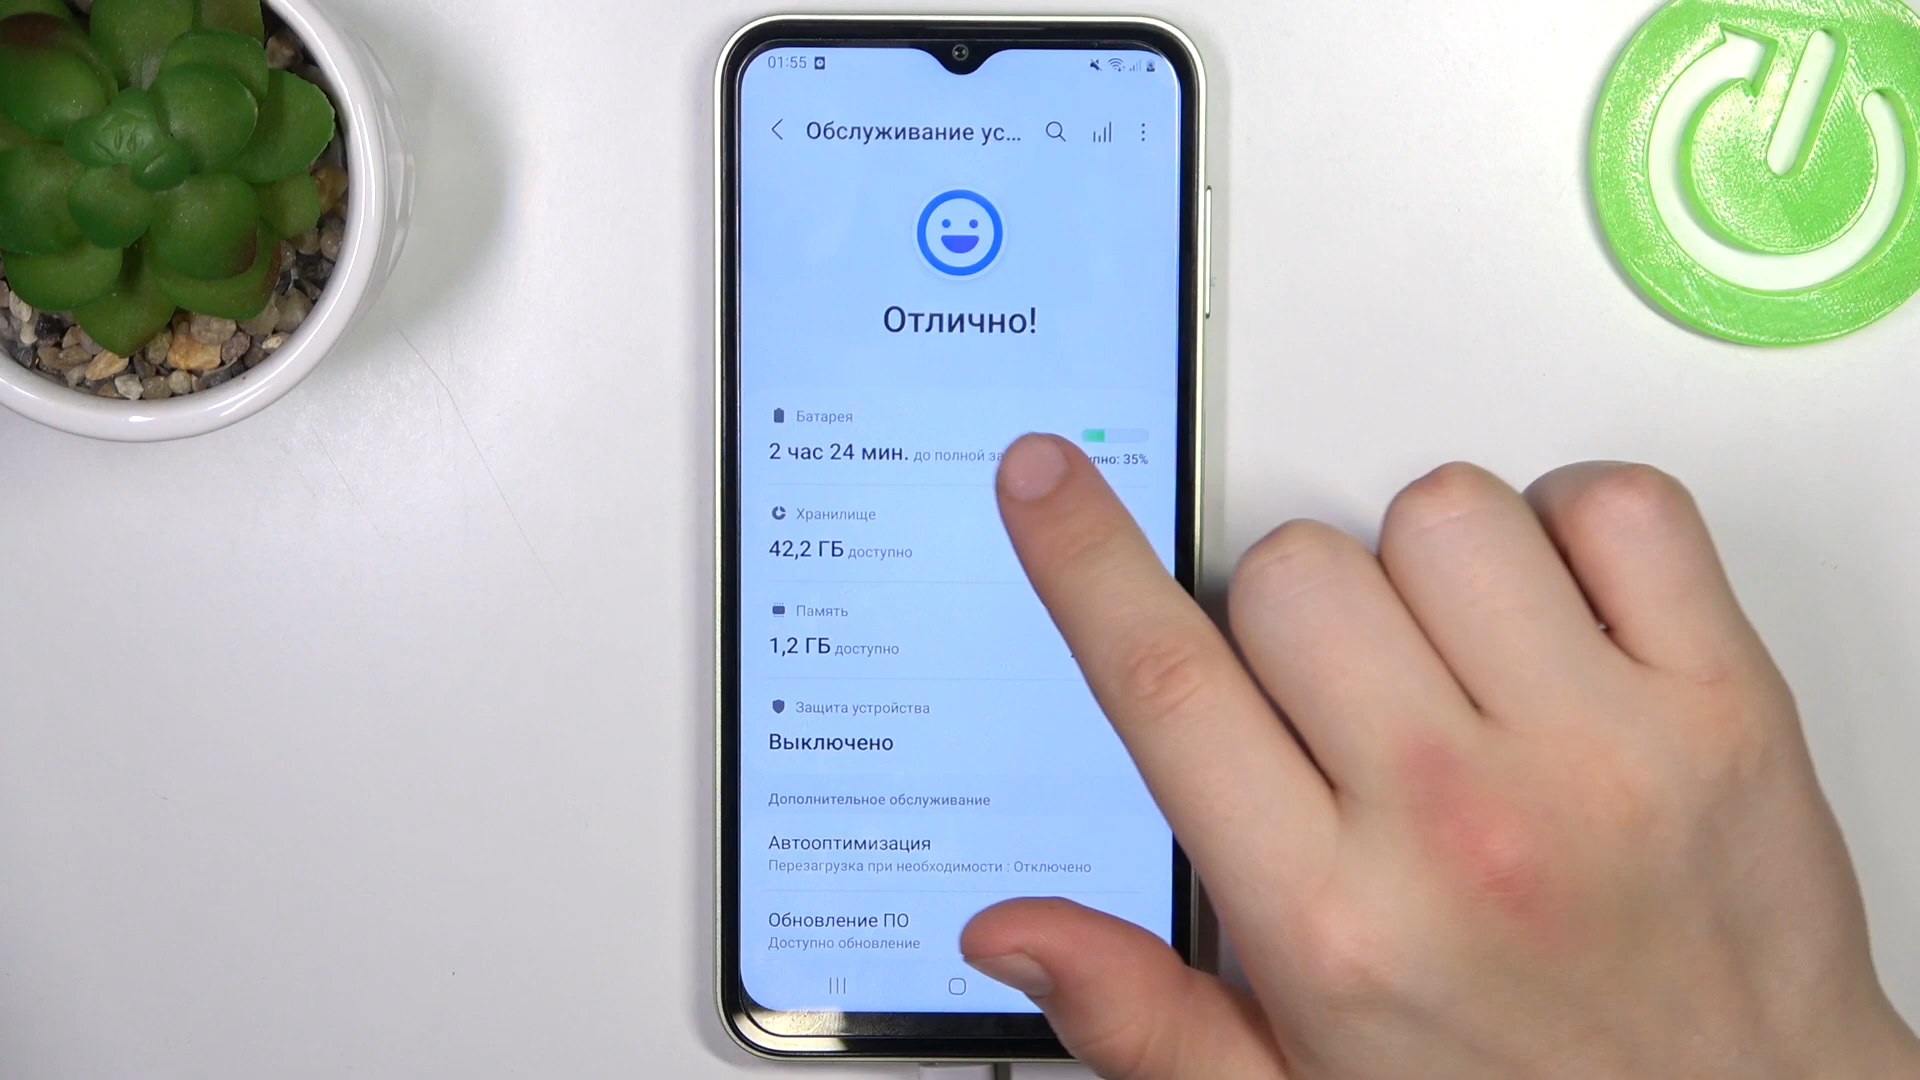 01:55
Обслуживание ус...
Отлично!
Батарея
2 час 24 мин. до полной
35%
Хранилище
42,2 ГБ доступно
Память
1,2 ГБ доступно
Защита устройства
Выключено
Дополнительное обслуживание
Автооптимизация
Перезагрузка при необходимости : Отключено
Обновление ПО
Доступно обновление